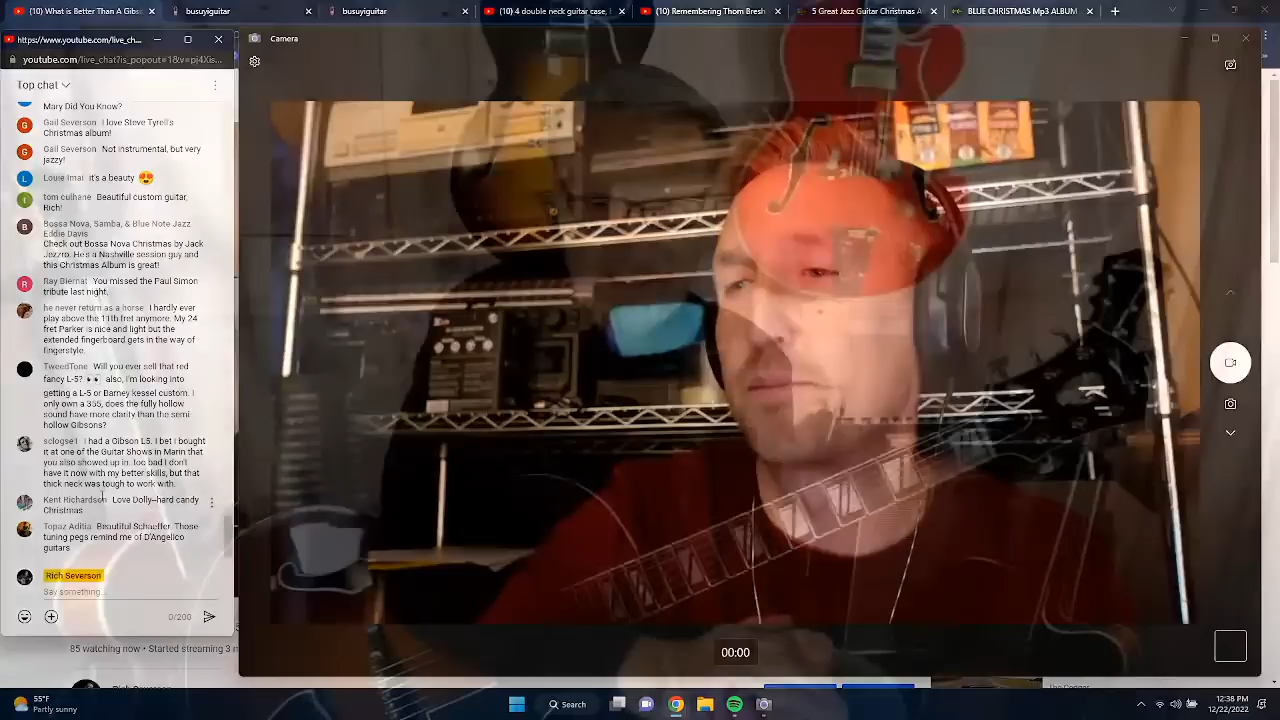 (10) What Is Better Than A Chris
busuyiguitar
busuyiguitar
(10) 4 double neck guitar case,
(10) Remembering Thom Bresh
5 Great Jazz Guitar Christmas A
BLUE CHRISTMAS Mp3 ALBUM
https://www.youtube.com/live_ch...
youtube.com/live_chat?is_popout=1&v=pj4Xs...
Top chat
Mary Did You Know?
Gail Severson I love Steve Tyrell's
Christmas album!
Gail Severson Not instrumental, but very
jazzy!
Louie Imai It's a beauty
tom culhane Beautiful custom guitar,
Rich!
Bossa Nova, Samba, & Blue Note Jazz
Eddie Davis
Check out Bossa Nova Christmas by Jack
Jezzro. He's a Nashville session guy and
this Christmas Album is great!
Ric Biernat You mentioned Paul Simon
tribute last night,
he never return as a soloist. I hardly ever
play above the 15th fret anymore. My 24
fret Parker is nice and light but the
extended fingerboard gets in the way of
fingerstyle.
TweedTone Will you ever sell that red
fancy L-5? also, i'm looking into
getting a L-5 or Barney kessel custom. I
only own a 355, does the fully hollow
sound have more clarity than the semi
hollow Gibsons?
sclogse1 I had a Gibson L5. I bet I bought
it at one of the Guitar Shows in Marin that
you also showed up in..too bad I don't
have it now with my better skills, but that
thick neck was tough to work with.
Kent Richardson Love Dolly-hard candy
Christmas
Topaz Aditia Beautiful Schaiffer. Those
tuning pegs remind me of D'Angelico
guitars
Rich Severson
Say something...
0/200
85 watching now • Started streaming 3
Camera
00:00
55°F
Partly sunny
Search
12:38 PM
12/22/2022